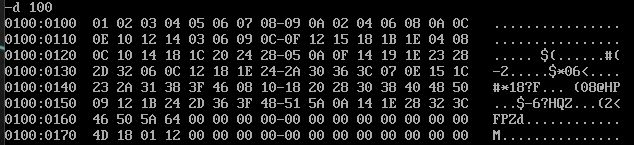 -d 100
0100:0100 01 02 03 04 05 06 07 08-09 0A 02 04 06 08 0A 0C ................
0100:0110 0E 10 12 14 03 06 09 0C-0F 12 15 18 1B 1E 04 08 ................
0100:0120 0C 10 14 18 1C 20 24 28-05 0A 0F 14 19 1E 23 28 ..... $(......#(
0100:0130 2D 32 06 0C 12 18 1E 24-2A 30 36 3C 07 0E 15 1C -2.....$*06<....
0100:0140 23 2A 31 38 3F 46 08 10-18 20 28 30 38 40 48 50 #*18?F... (08@HP
0100:0150 09 12 1B 24 2D 36 3F 48-51 5A 0A 14 1E 28 32 3C ...$-6?HQZ...(2<
0100:0160 46 50 5A 64 00 00 00 00-00 00 00 00 00 00 00 00 FPZd............
0100:0170 4D 18 01 12 00 00 00 00-00 00 00 00 00 00 00 00 M...............